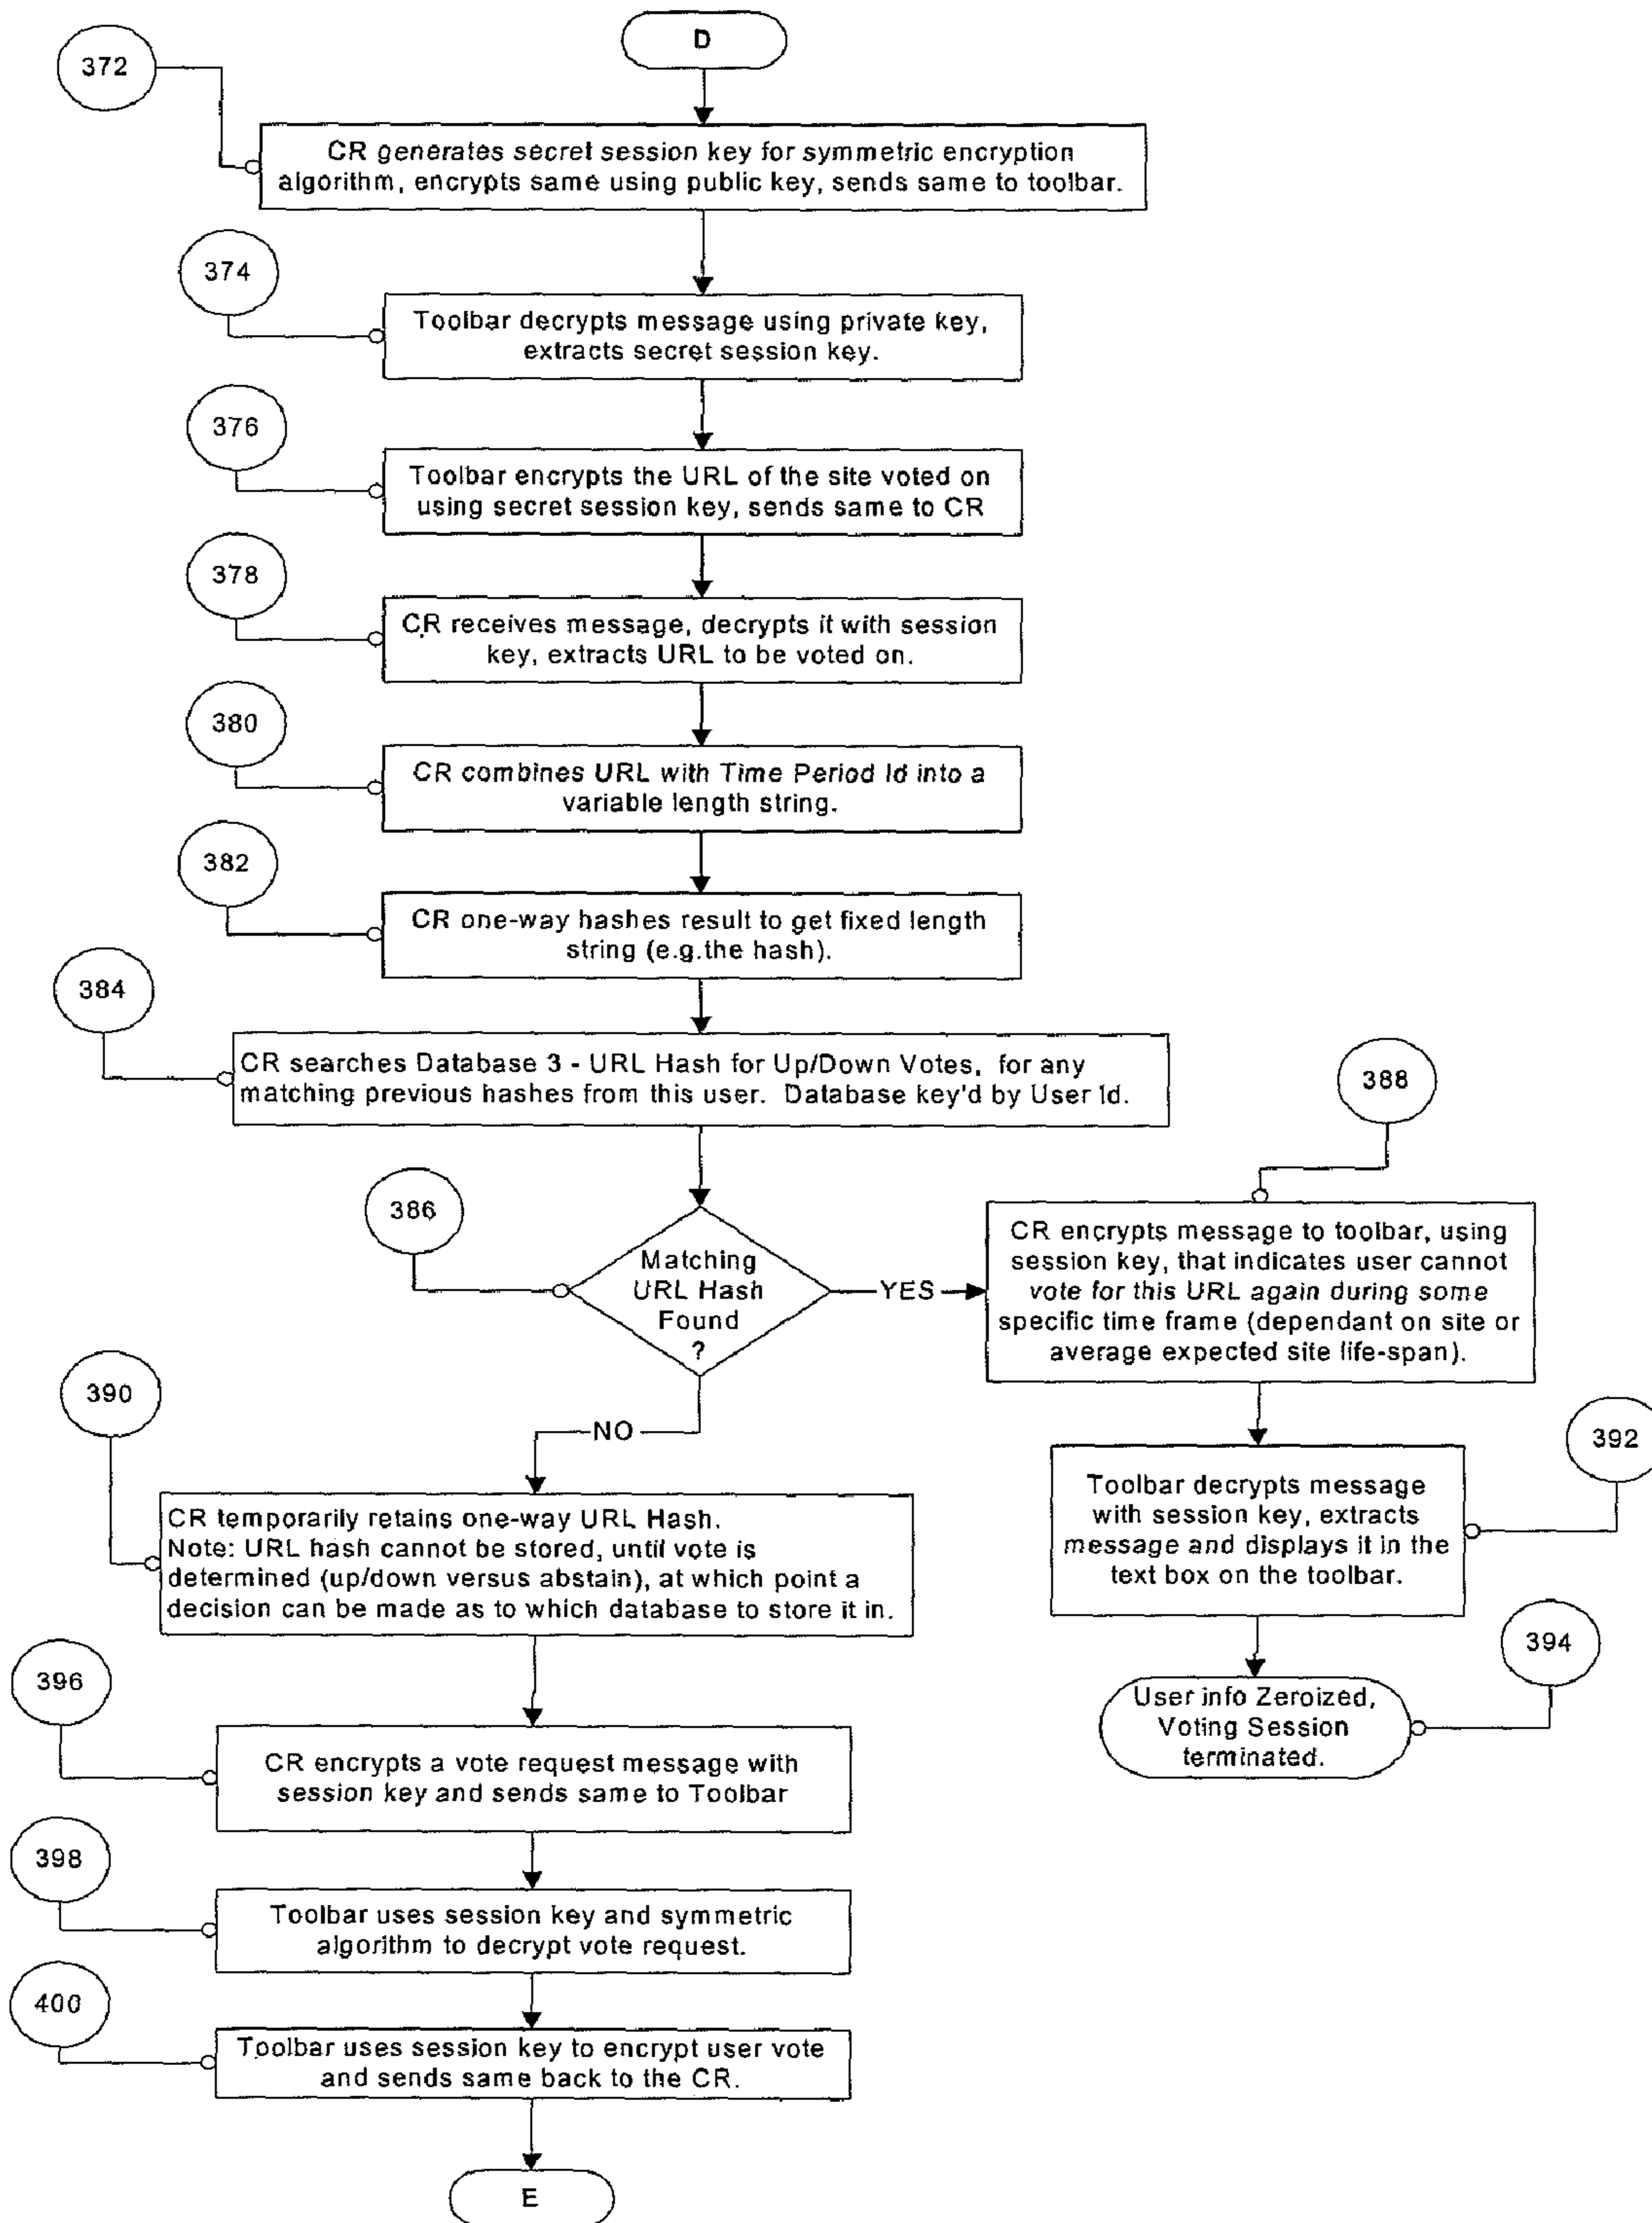 D
372
CR generates secret session key for symmetric encryption
algorithm, encrypts same using public key, sends same to toolbar.
374
Toolbar decrypts message using private key,
extracts secret session key.
376
Toolbar encrypts the URL of the site voted on
using secret session key, sends same to CR
378
CR receives message, decrypts it with session
key, extracts URL to be voted on.
380
CR combines URL with Time Period Id into a
variable length string.
382
CR one-way hashes result to get fixed length
string (e.g.the hash).
384
CR searches Database 3 - URL Hash for Up/Down Votes, for any
matching previous hashes from this user. Database key'd by User Id.
386
Matching
URL Hash
Found
?
YES
388
CR encrypts message to toolbar, using
session key, that indicates user cannot
vote for this URL again during some
specific time frame (dependant on site or
average expected site life-span).
392
Toolbar decrypts message
with session key, extracts
message and displays it in the
text box on the toolbar.
394
User info Zeroized,
Voting Session
terminated.
NO
390
CR temporarily retains one-way URL Hash.
Note: URL hash cannot be stored, until vote is
determined (up/down versus abstain), at which point a
decision can be made as to which database to store it in.
396
CR encrypts a vote request message with
session key and sends same to Toolbar
398
Toolbar uses session key and symmetric
algorithm to decrypt vote request.
400
Toolbar uses session key to encrypt user vote
and sends same back to the CR.
E